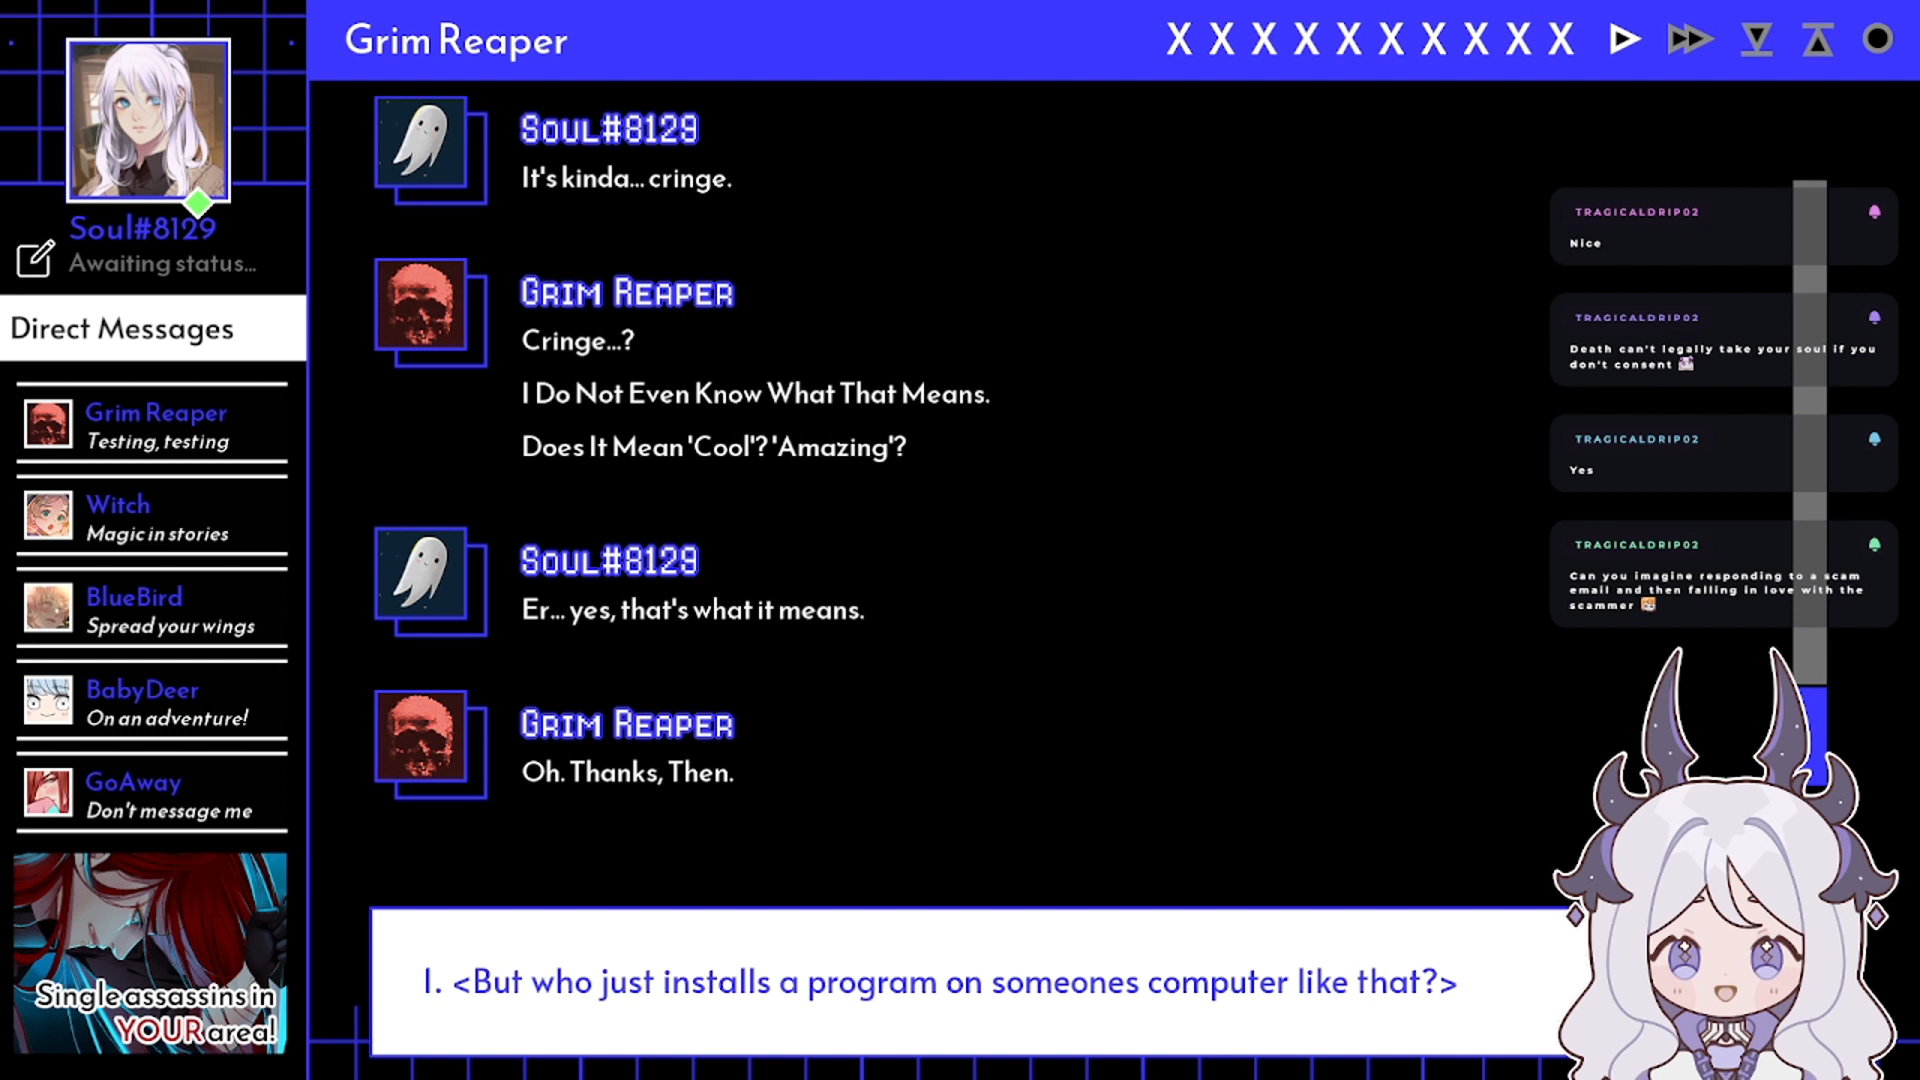 Soul#8129
Awaiting status...
Direct Messages
Grim Reaper
Testing, testing
Witch
Magic in stories
BlueBird
Spread your wings
BabyDeer
On an adventure!
GoAway
Don't message me
Single assassins in
YOUR area!
Grim Reaper
X X X X X X X X X X
Soul#8129
It's kinda... cringe.
Grim Reaper
Cringe...?
I Do Not Even Know What That Means.
Does It Mean 'Cool'? 'Amazing'?
Soul#8129
Er... yes, that's what it means.
Grim Reaper
Oh. Thanks, Then.
1. <But who just installs a program on someones computer like that?>
TRAGICALDRIP02
Nice
TRAGICALDRIP02
Death can't legally take your soul if you
don't consent
TRAGICALDRIP02
Yes
TRAGICALDRIP02
Can you imagine responding to a scam
email and then falling in love with the
scammer